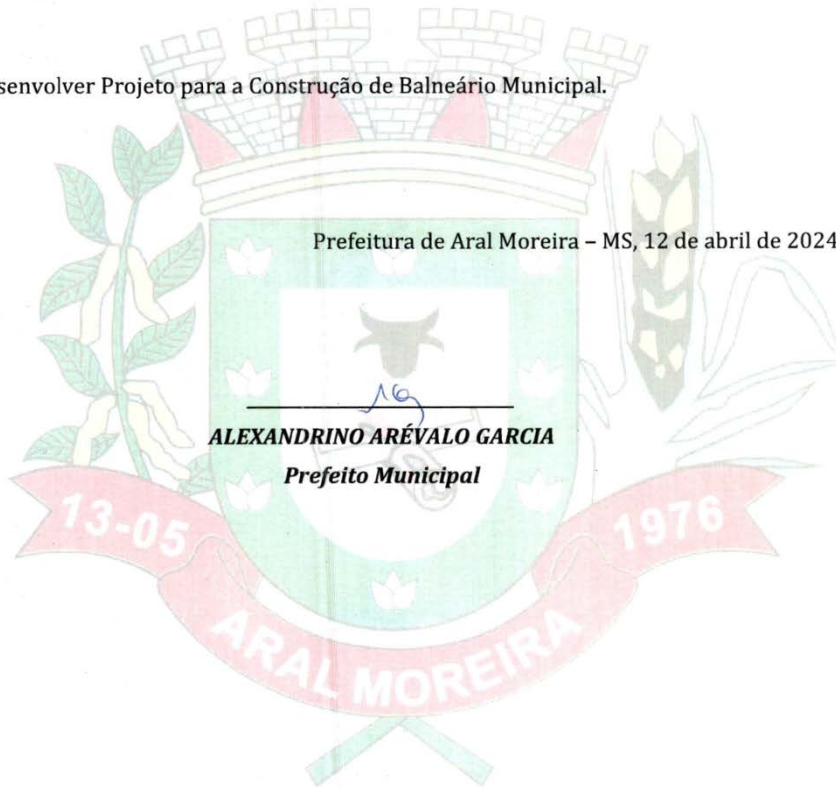 senvolver Projeto para a Construção de Balneário Municipal.
Prefeitura de Aral Moreira – MS, 12 de abril de 2024
ALEXANDRINO ARÉVALO GARCIA
Prefeito Municipal
13-05
1976
ARAL MOREIRA